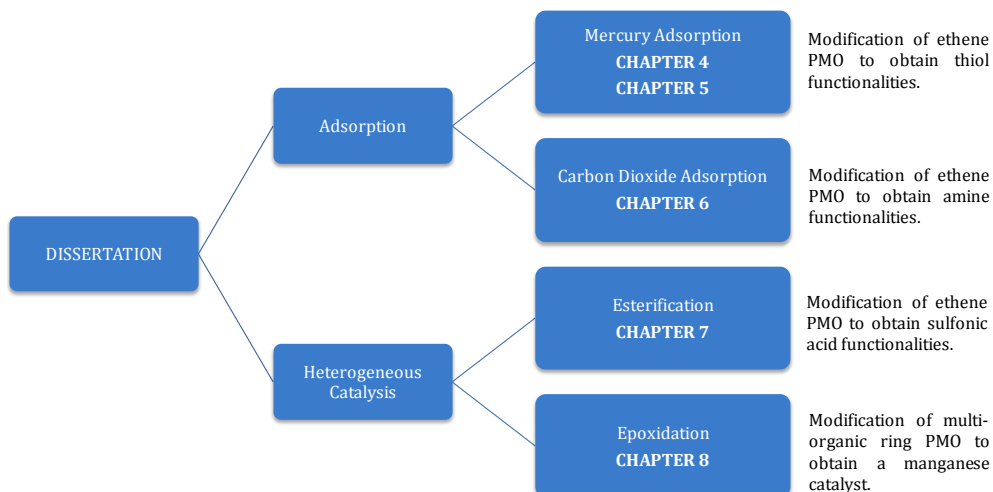 DISSERTATION
Adsorption
Mercury Adsorption
CHAPTER 4
CHAPTER 5
Modification of ethene
PMO to obtain thiol
functionalities.
Carbon Dioxide Adsorption
CHAPTER 6
Modification of ethene
PMO to obtain amine
functionalities.
Heterogeneous
Catalysis
Esterification
CHAPTER 7
Modification of ethene
PMO to obtain sulfonic
acid functionalities.
Epoxidation
CHAPTER 8
Modification of multi-
organic ring PMO to
obtain a manganese
catalyst.